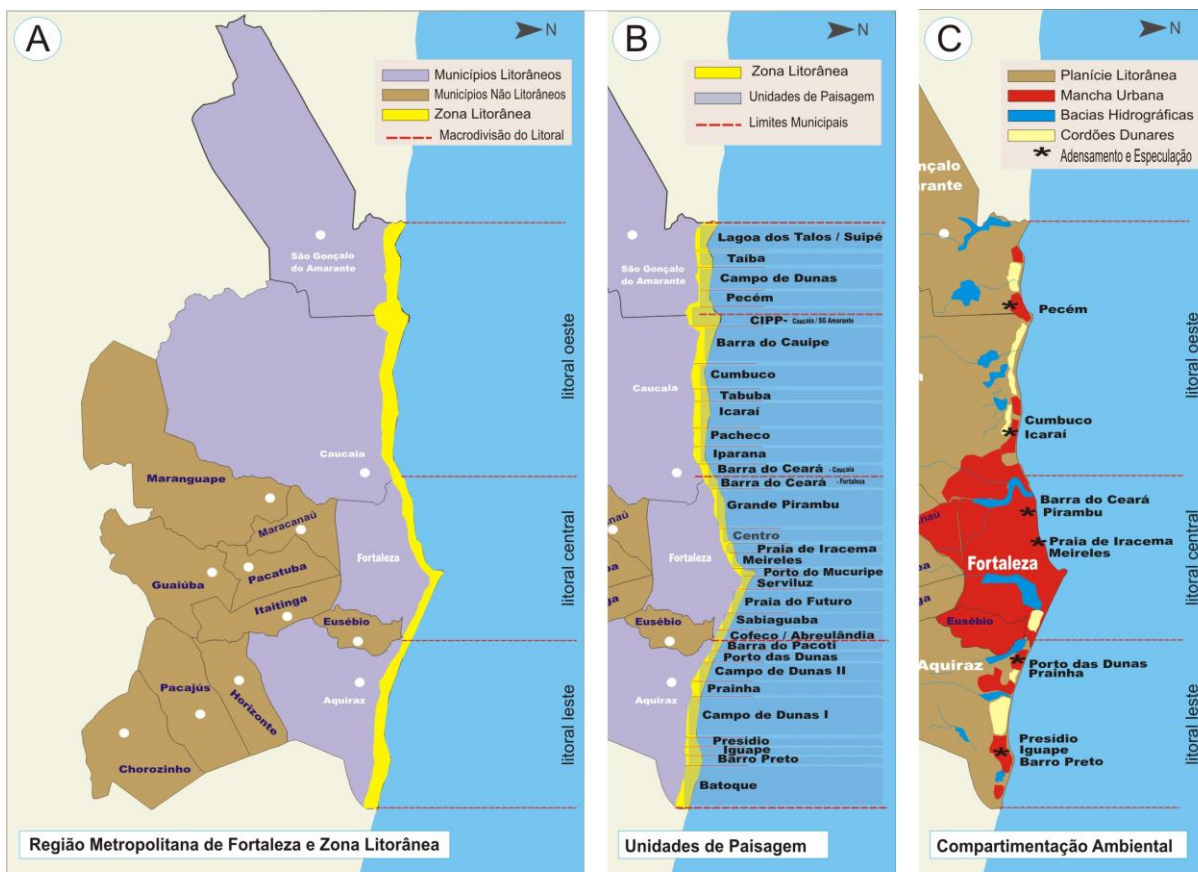 A
N
Municípios Litorâneos
Municípios Não Litorâneos
Zona Litorânea
Macrodivisão do Litoral
São Gonçalo
do Amarante
Caucaia
Maranguape
Maracanaú
Fortaleza
Guaiúba
Pacatuba
Itaitinga
Eusébio
Pacajús
Horizonte
Aquiraz
Chorozinho
litoral oeste
litoral central
litoral leste
Região Metropolitana de Fortaleza e Zona Litorânea
B
N
Zona Litorânea
Unidades de Paisagem
Limites Municipais
São Gonçalo
do Amarante
Caucaia
naú
Fortaleza
ba
ga
Eusébio
Aquiraz
Lagoa dos Talos / Suipé
Taíba
Campo de Dunas
Pecém
CIPP- Caucaia / SG Amarante
Barra do Cauipe
Cumbuco
Tabuba
Icaraí
Pacheco
Iparana
Barra do Ceará - Caucaia
Barra do Ceará - Fortaleza
Grande Pirambu
Centro
Praia de Iracema
Meireles
Porto do Mucuripe
Serviluz
Praia do Futuro
Sabiaguaba
Cofeco / Abreulândia
Barra do Pacoti
Porto das Dunas
Campo de Dunas II
Prainha
Campo de Dunas I
Presídio
Iguape
Barro Preto
Batoque
Unidades de Paisagem
C
N
Planície Litorânea
Mancha Urbana
Bacias Hidrográficas
Cordões Dunares
* Adensamento e Especulação
nçalo
arante
Pecém
Cumbuco
Icaraí
naú
Barra do Ceará
Pirambu
Praia de Iracema
Meireles
Fortaleza
ba
ga
Eusébio
Aquiraz
Porto das Dunas
Prainha
Presídio
Iguape
Barro Preto
litoral oeste
litoral central
litoral leste
Compartimentação Ambiental